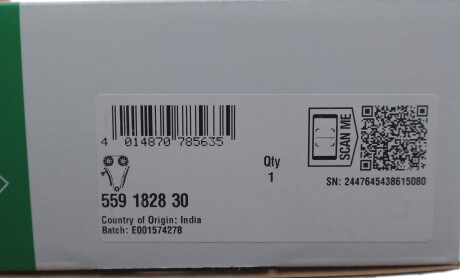 4 014870 785635
SCAN ME
Qty
1
SN: 2447645438615080
559 1828 30
Country of Origin: India
Batch: E001574278